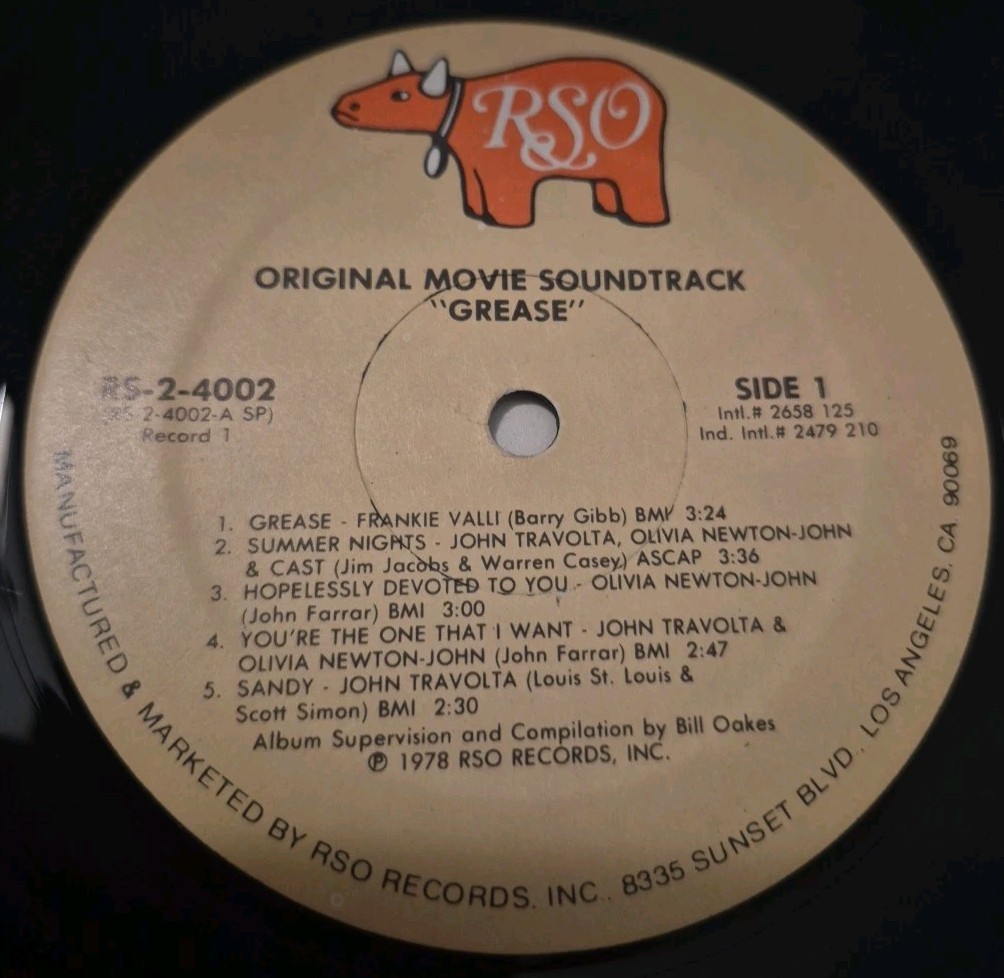 RSO
ORIGINAL MOVIE SOUNDTRACK
"GREASE"
RS-2-4002
(RS 2-4002-A SP)
Record 1
SIDE 1
Intl.# 2658 125
Ind. Intl.# 2479 210
1. GREASE - FRANKIE VALLI (Barry Gibb) BMI 3:24
2. SUMMER NIGHTS - JOHN TRAVOLTA, OLIVIA NEWTON-JOHN
& CAST (Jim Jacobs & Warren Casey) ASCAP 3:36
3. HOPELESSLY DEVOTED TO YOU - OLIVIA NEWTON-JOHN
(John Farrar) BMI 3:00
4. YOU'RE THE ONE THAT I WANT - JOHN TRAVOLTA &
OLIVIA NEWTON-JOHN (John Farrar) BMI 2:47
5. SANDY - JOHN TRAVOLTA (Louis St. Louis &
Scott Simon) BMI 2:30
Album Supervision and Compilation by Bill Oakes
℗ 1978 RSO RECORDS, INC.
MANUFACTURED & MARKETED BY RSO RECORDS, INC., 8335 SUNSET BLVD., LOS ANGELES, CA. 90069